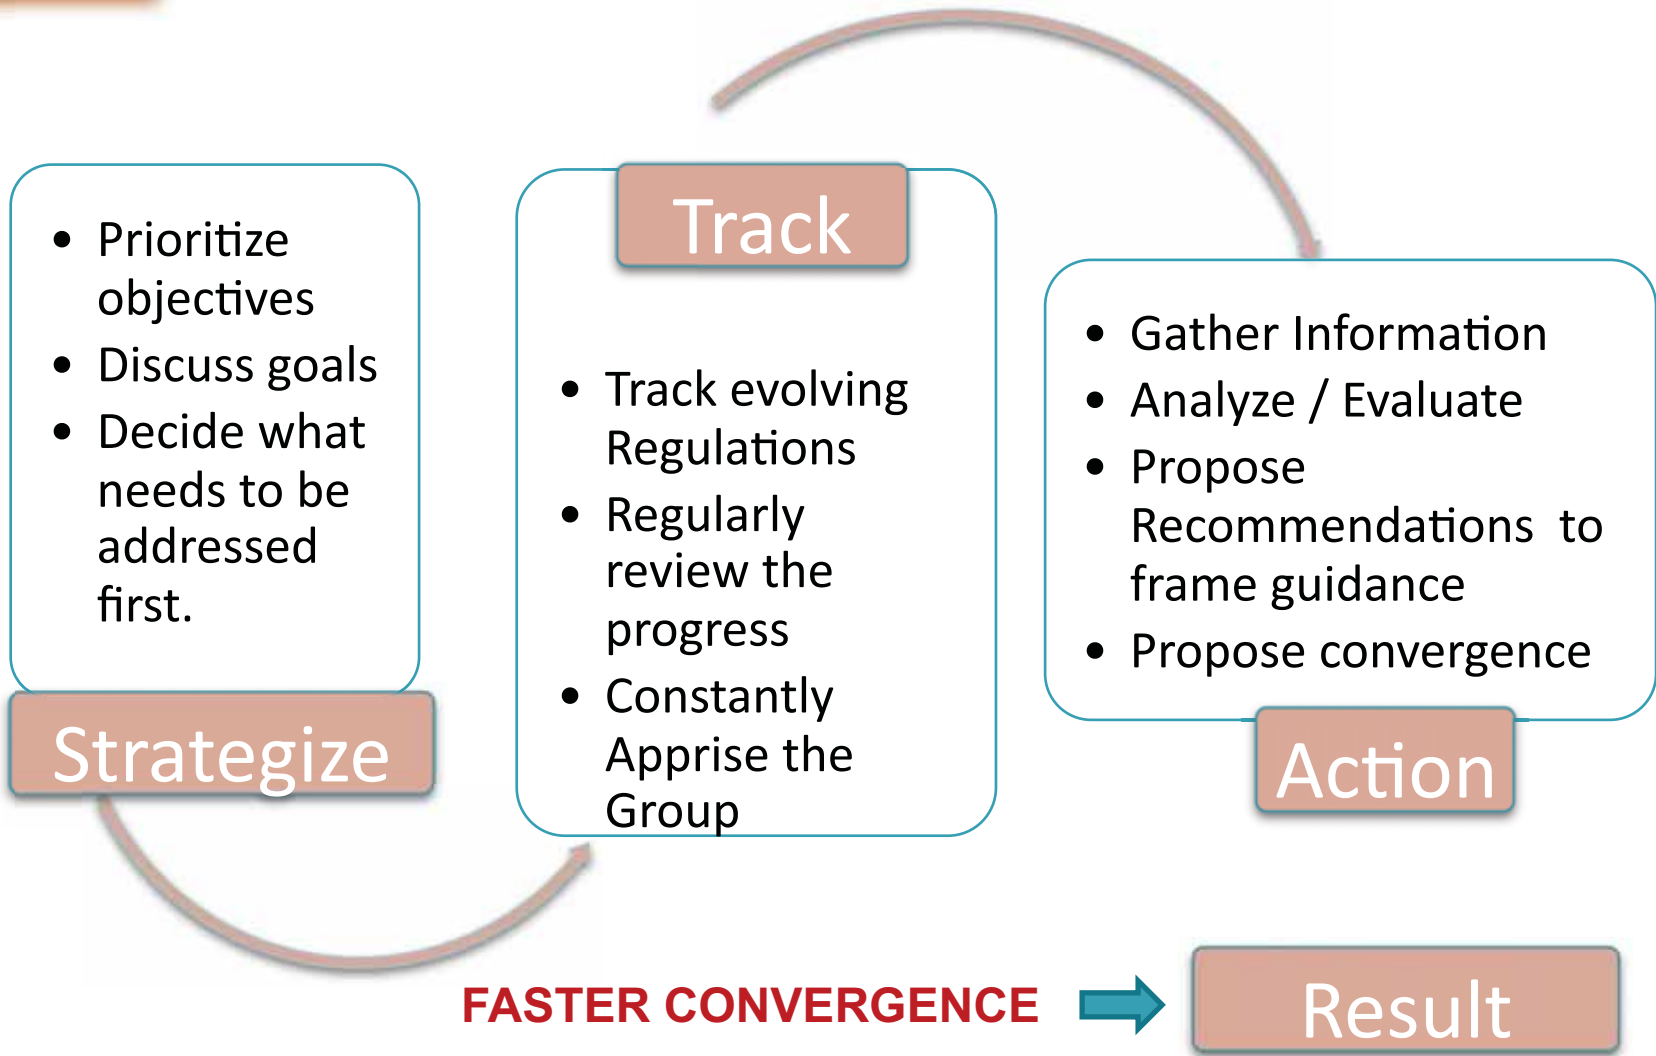 • Prioritize
objectives
• Discuss goals
• Decide what
needs to be
addressed
first.
Strategize
Track
• Track evolving
Regulations
• Regularly
review the
progress
• Constantly
Apprise the
Group
• Gather Information
• Analyze / Evaluate
• Propose
Recommendations to
frame guidance
• Propose convergence
Action
FASTER CONVERGENCE
Result